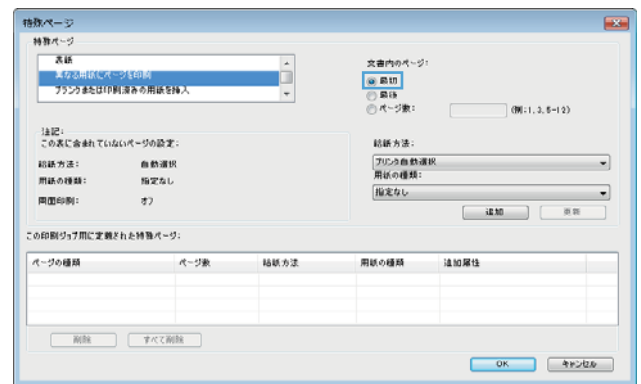 特殊ページ
特殊ページ
表紙
異なる用紙にページを印刷
ブランクまたは印刷済みの用紙を挿入
文書内のページ:
最初
最後
ページ数:
(例:1,3,5-12)
注記:
この表に含まれていないページの設定:
給紙方法: 自動選択
用紙の種類: 指定なし
両面印刷: オフ
給紙方法:
プリンタ自動選択
用紙の種類:
指定なし
追加 更新
この印刷ジョブ用に定義された特殊ページ:
ページの種類 ページ数 給紙方法 用紙の種類 追加属性
削除 すべて削除
OK キャンセル